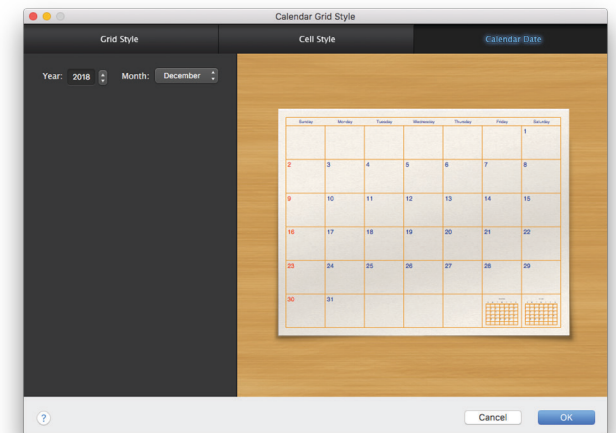 Calendar Grid Style
Grid Style Cell Style Calendar Date
Year: 2018 Month: December
Sunday Monday Tuesday Wednesday Thursday Friday Saturday
1
2 3 4 5 6 7 8
9 10 11 12 13 14 15
16 17 18 19 20 21 22
23 24 25 26 27 28 29
30 31
? Cancel OK